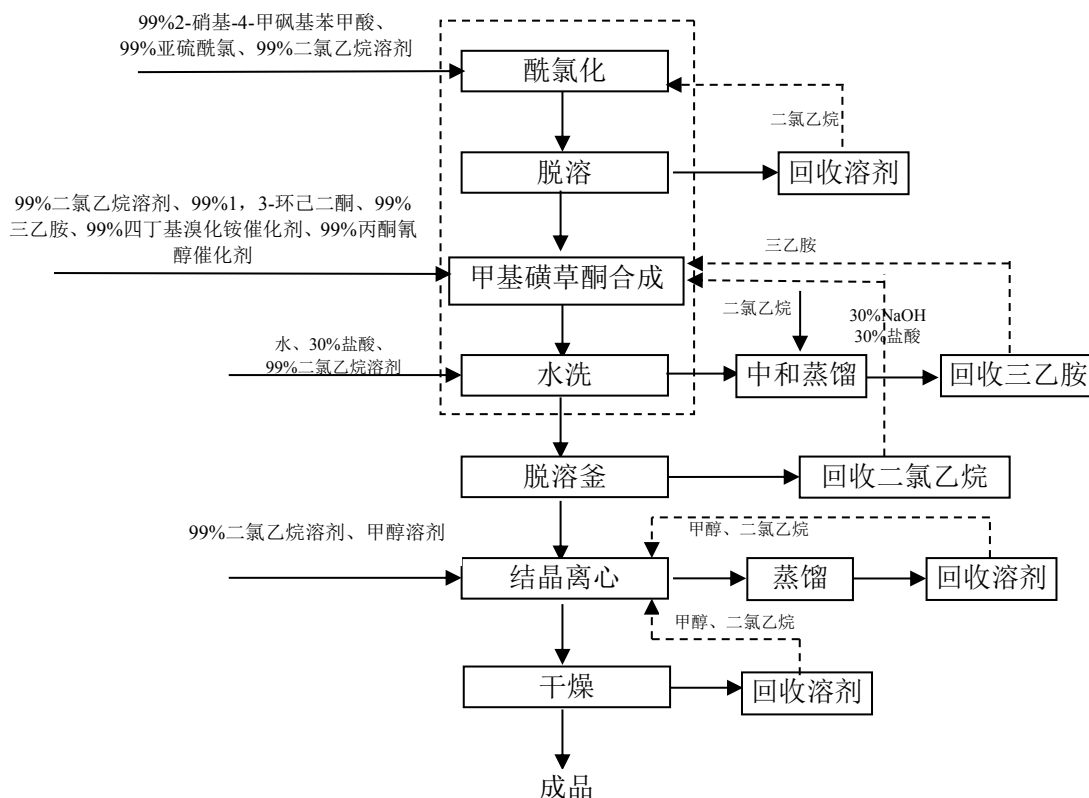 99%2-硝基-4-甲砜基苯甲酸、
99%亚硫酰氯、99%二氯乙烷溶剂
酰氯化
二氯乙烷
脱溶
回收溶剂
99%二氯乙烷溶剂、99%1，3-环己二酮、99%
三乙胺、99%四丁基溴化铵催化剂、99%丙酮氰
醇催化剂
三乙胺
甲基磺草酮合成
二氯乙烷
30%NaOH
30%盐酸
水、30%盐酸、
99%二氯乙烷溶剂
水洗
中和蒸馏
回收三乙胺
脱溶釜
回收二氯乙烷
99%二氯乙烷溶剂、甲醇溶剂
甲醇、二氯乙烷
结晶离心
蒸馏
回收溶剂
甲醇、二氯乙烷
干燥
回收溶剂
成品